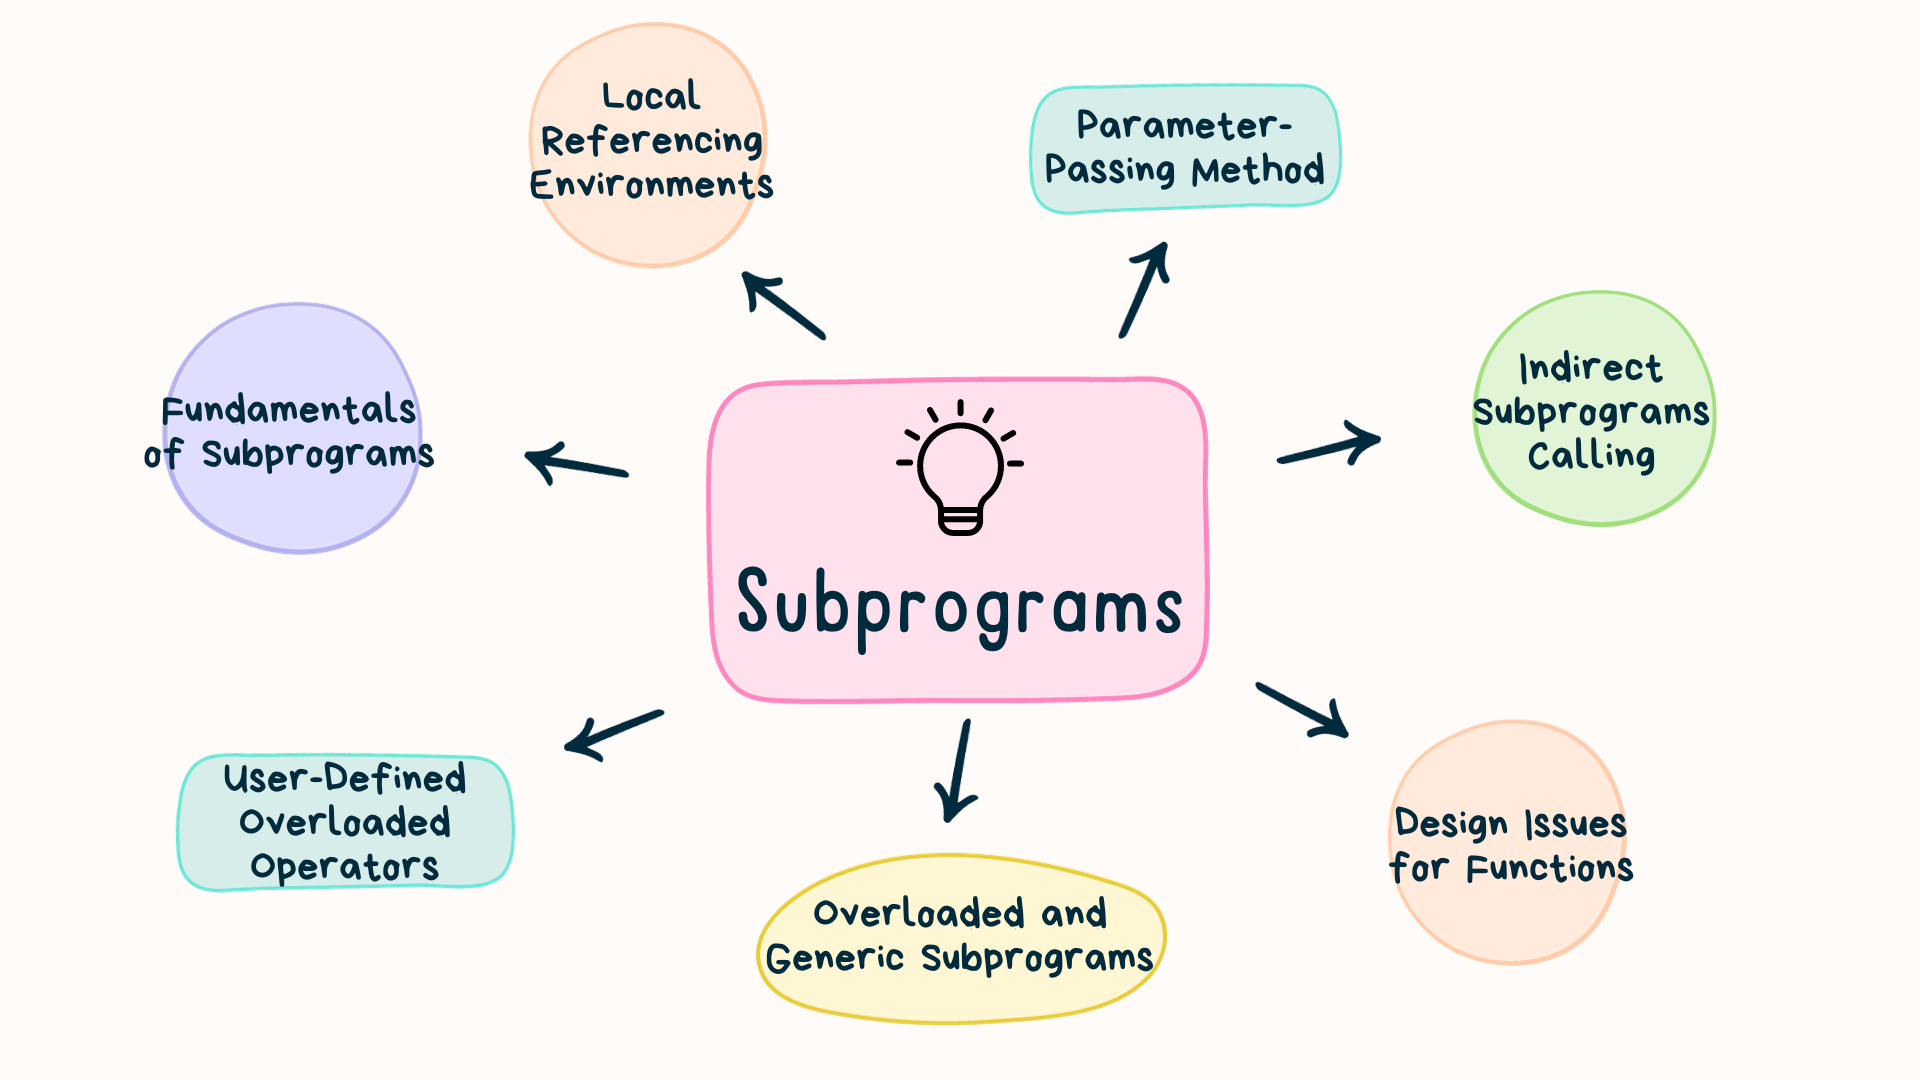 Local
Referencing
Environments
Parameter-
Passing Method
Fundamentals
of Subprograms
Indirect
Subprograms
Calling
Subprograms
User-Defined
Overloaded
Operators
Overloaded and
Generic Subprograms
Design Issues
for Functions